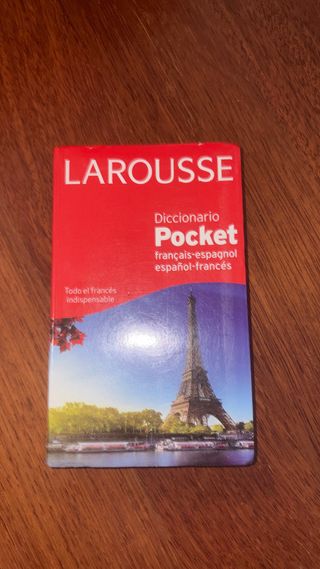 LAROUSSE
Diccionario
Pocket
français-espagnol
español-francés
Todo el francés
indispensable